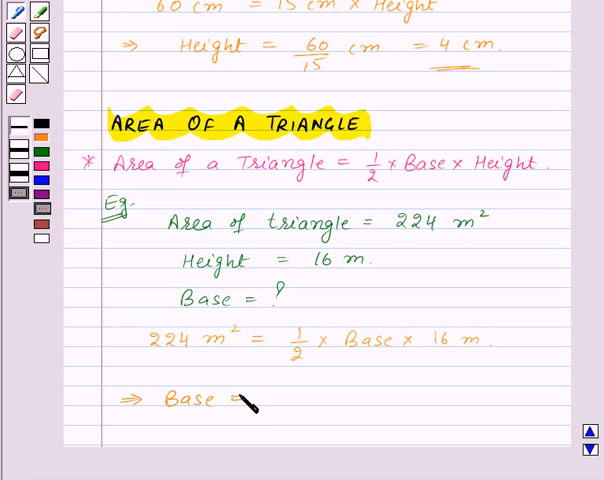 60 cm² = 15 cm × Height
⇒ Height = 60/15 cm = 4 cm.
AREA OF A TRIANGLE
* Area of a Triangle = 1/2 × Base × Height.
Eg.
Area of triangle = 224 m²
Height = 16 m.
Base = ?
224 m² = 1/2 × Base × 16 m.
⇒ Base =